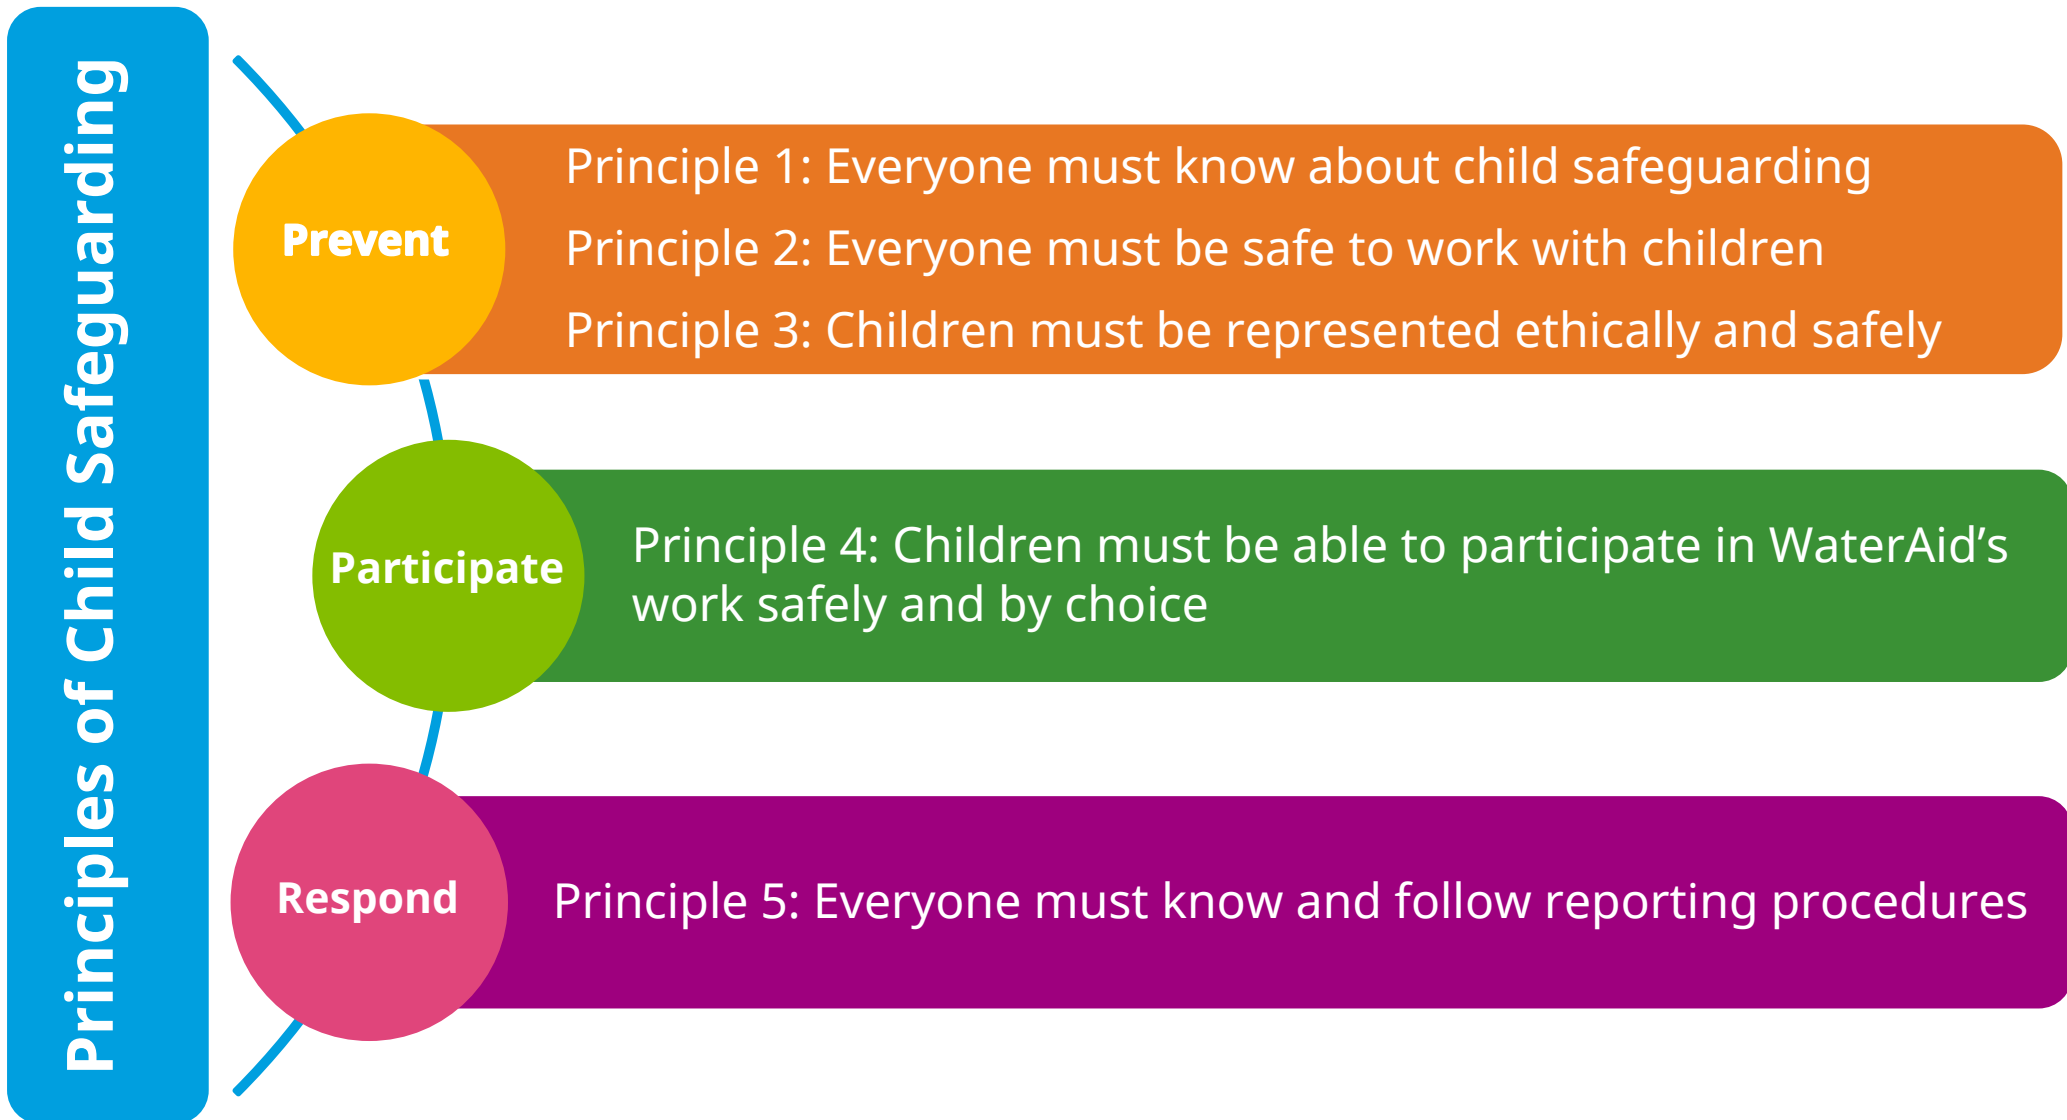 Principles of Child Safeguarding
Prevent
Principle 1: Everyone must know about child safeguarding
Principle 2: Everyone must be safe to work with children
Principle 3: Children must be represented ethically and safely
Participate
Principle 4: Children must be able to participate in WaterAid’s
work safely and by choice
Respond
Principle 5: Everyone must know and follow reporting procedures